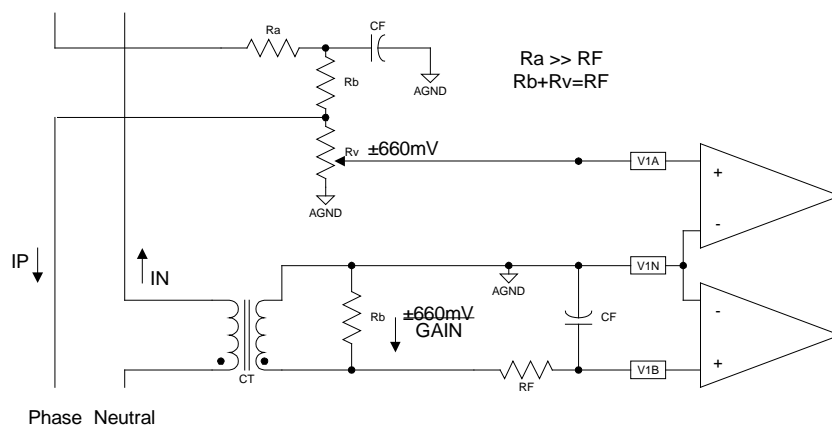 Ra
CF
Ra >> RF
Rb+Rv=RF
Rb
AGND
Rv
±660mV
V1A
+
AGND
-
IP
IN
V1N
AGND
Rb
±660mV
GAIN
CF
-
CT
RF
V1B
+
Phase Neutral